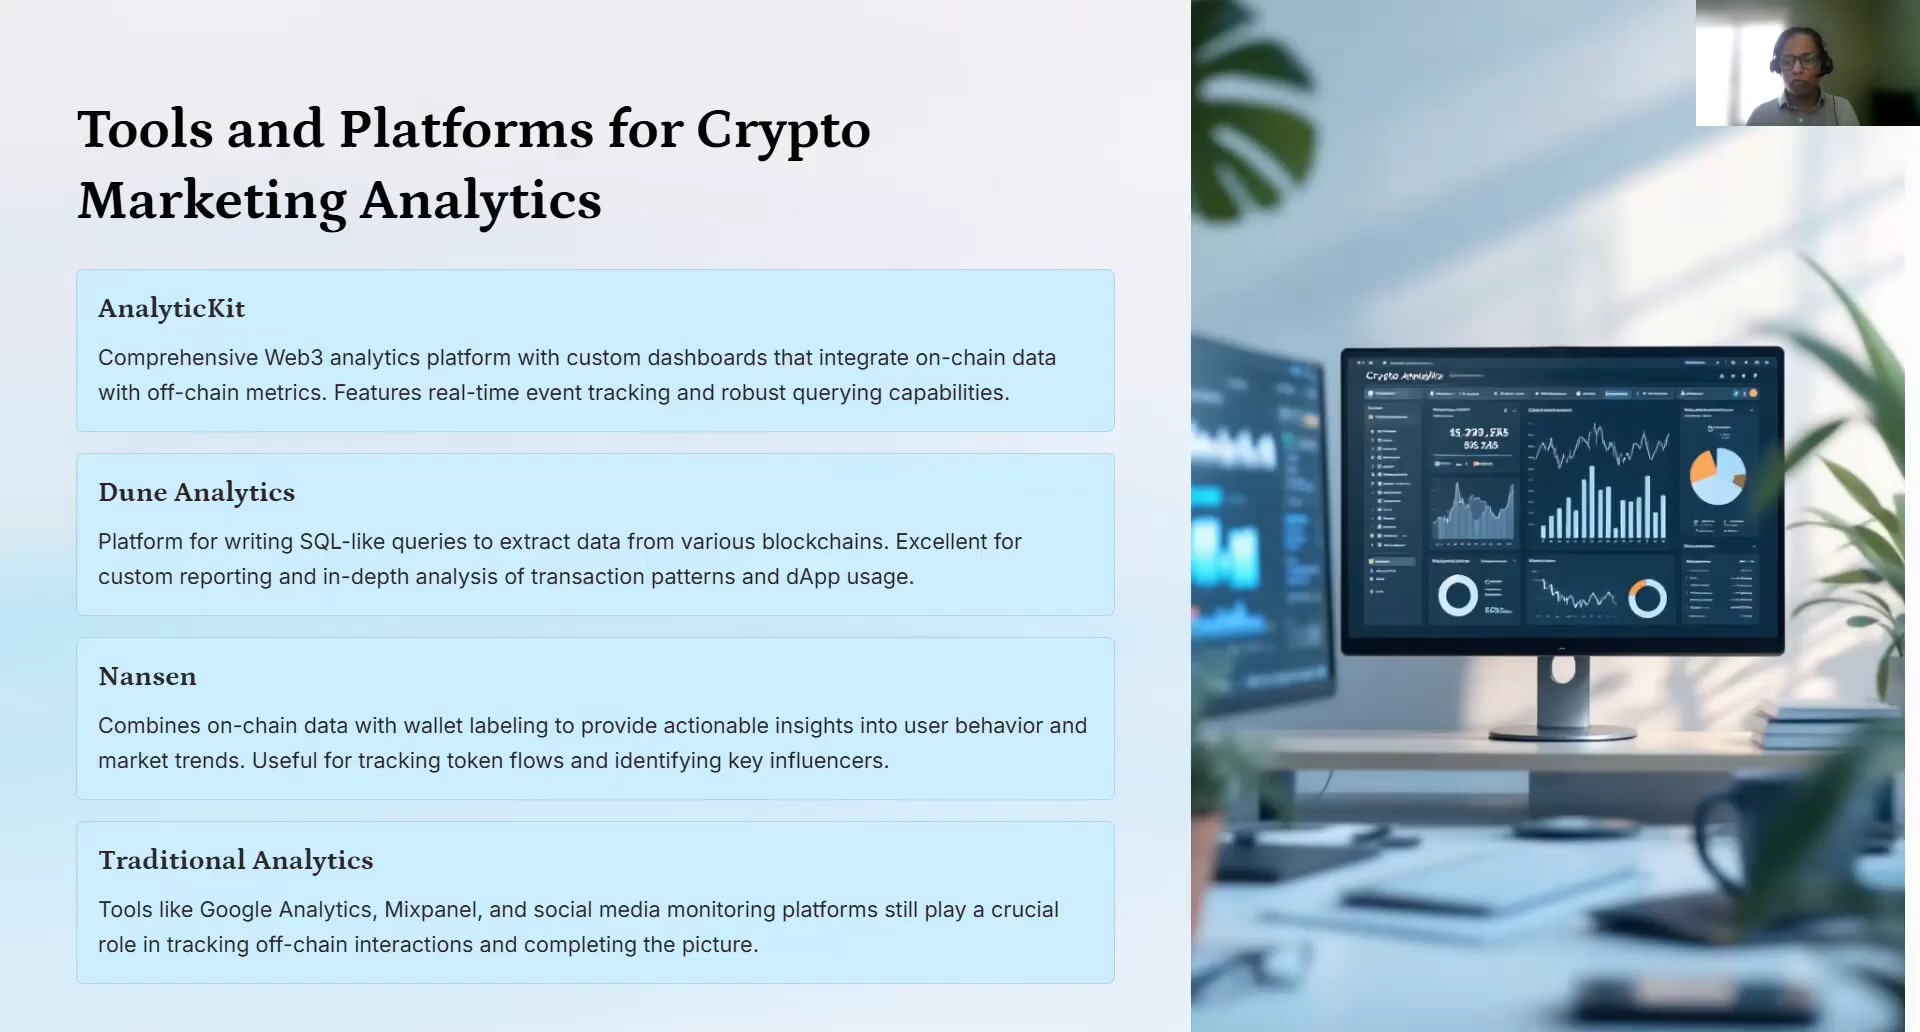 Tools and Platforms for Crypto
Marketing Analytics
AnalyticKit
Comprehensive Web3 analytics platform with custom dashboards that integrate on-chain data
with off-chain metrics. Features real-time event tracking and robust querying capabilities.
Dune Analytics
Platform for writing SQL-like queries to extract data from various blockchains. Excellent for
custom reporting and in-depth analysis of transaction patterns and dApp usage.
Nansen
Combines on-chain data with wallet labeling to provide actionable insights into user behavior and
market trends. Useful for tracking token flows and identifying key influencers.
Traditional Analytics
Tools like Google Analytics, Mixpanel, and social media monitoring platforms still play a crucial
role in tracking off-chain interactions and completing the picture.
Crypto